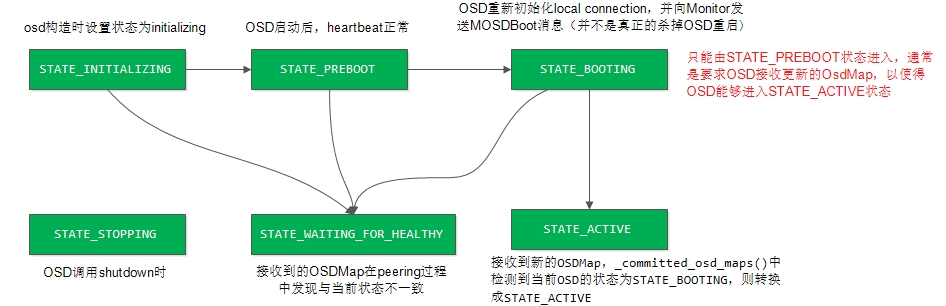 osd构造时设置状态为initializing
OSD启动后，heartbeat正常
OSD重新初始化local connection，并向Monitor发
送MOSDBoot消息（并不是真正的杀掉OSD重启）
STATE_INITIALIZING
STATE_PREBOOT
STATE_BOOTING
只能由STATE_PREBOOT状态进入，通常
是要求OSD接收更新的OsdMap，以使得
OSD能够进入STATE_ACTIVE状态
STATE_STOPPING
STATE_WAITING_FOR_HEALTHY
STATE_ACTIVE
OSD调用shutdown时
接收到的OSDMap在peering过程
中发现与当前状态不一致
接收到新的OSDMap，_committed_osd_maps()中
检测到当前OSD的状态为STATE_BOOTING，则转换
成STATE_ACTIVE